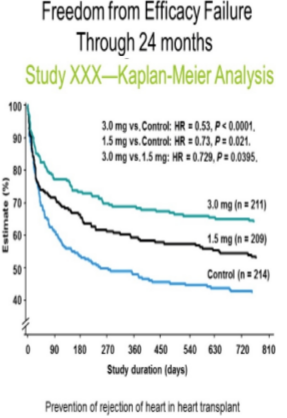 Freedom from Efficacy Failure
Through 24 months
Study XXX—Kaplan-Meier Analysis
100
90
80
70
60
50
40
Estimate (%)
3.0 mg vs. Control: HR = 0.53, P < 0.0001.
1.5 mg vs. Control: HR = 0.73, P = 0.021.
3.0 mg vs. 1.5 mg: HR = 0.729, P = 0.0395.
3.0 mg (n = 211)
1.5 mg (n = 209)
Control (n = 214)
0 90 180 270 360 450 540 630 720 810
Study duration (days)
Prevention of rejection of heart in heart transplant